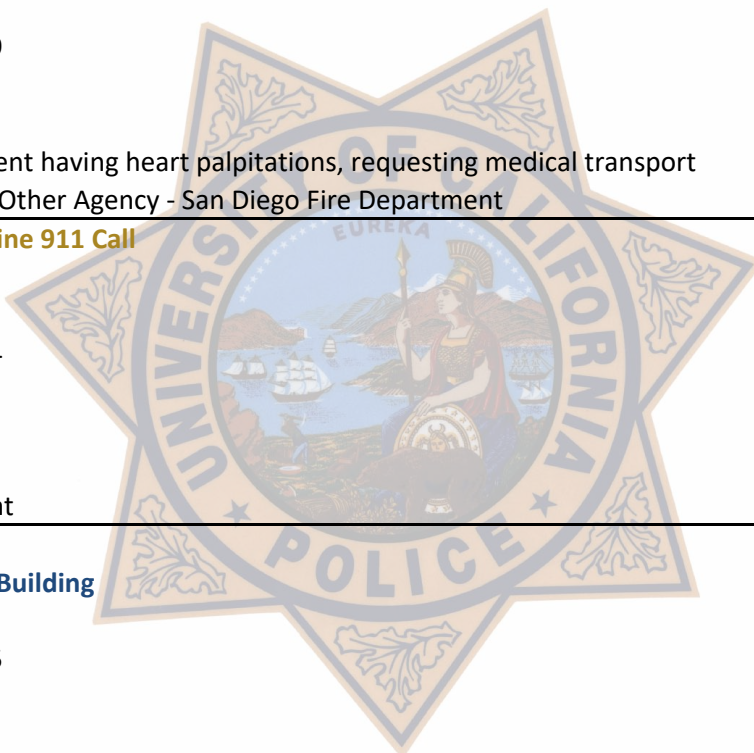 )
ent having heart palpitations, requesting medical transport
Other Agency - San Diego Fire Department
ine 911 Call
nt
Building
UNIVERSITY OF CALIFORNIA
EUREKA
POLICE